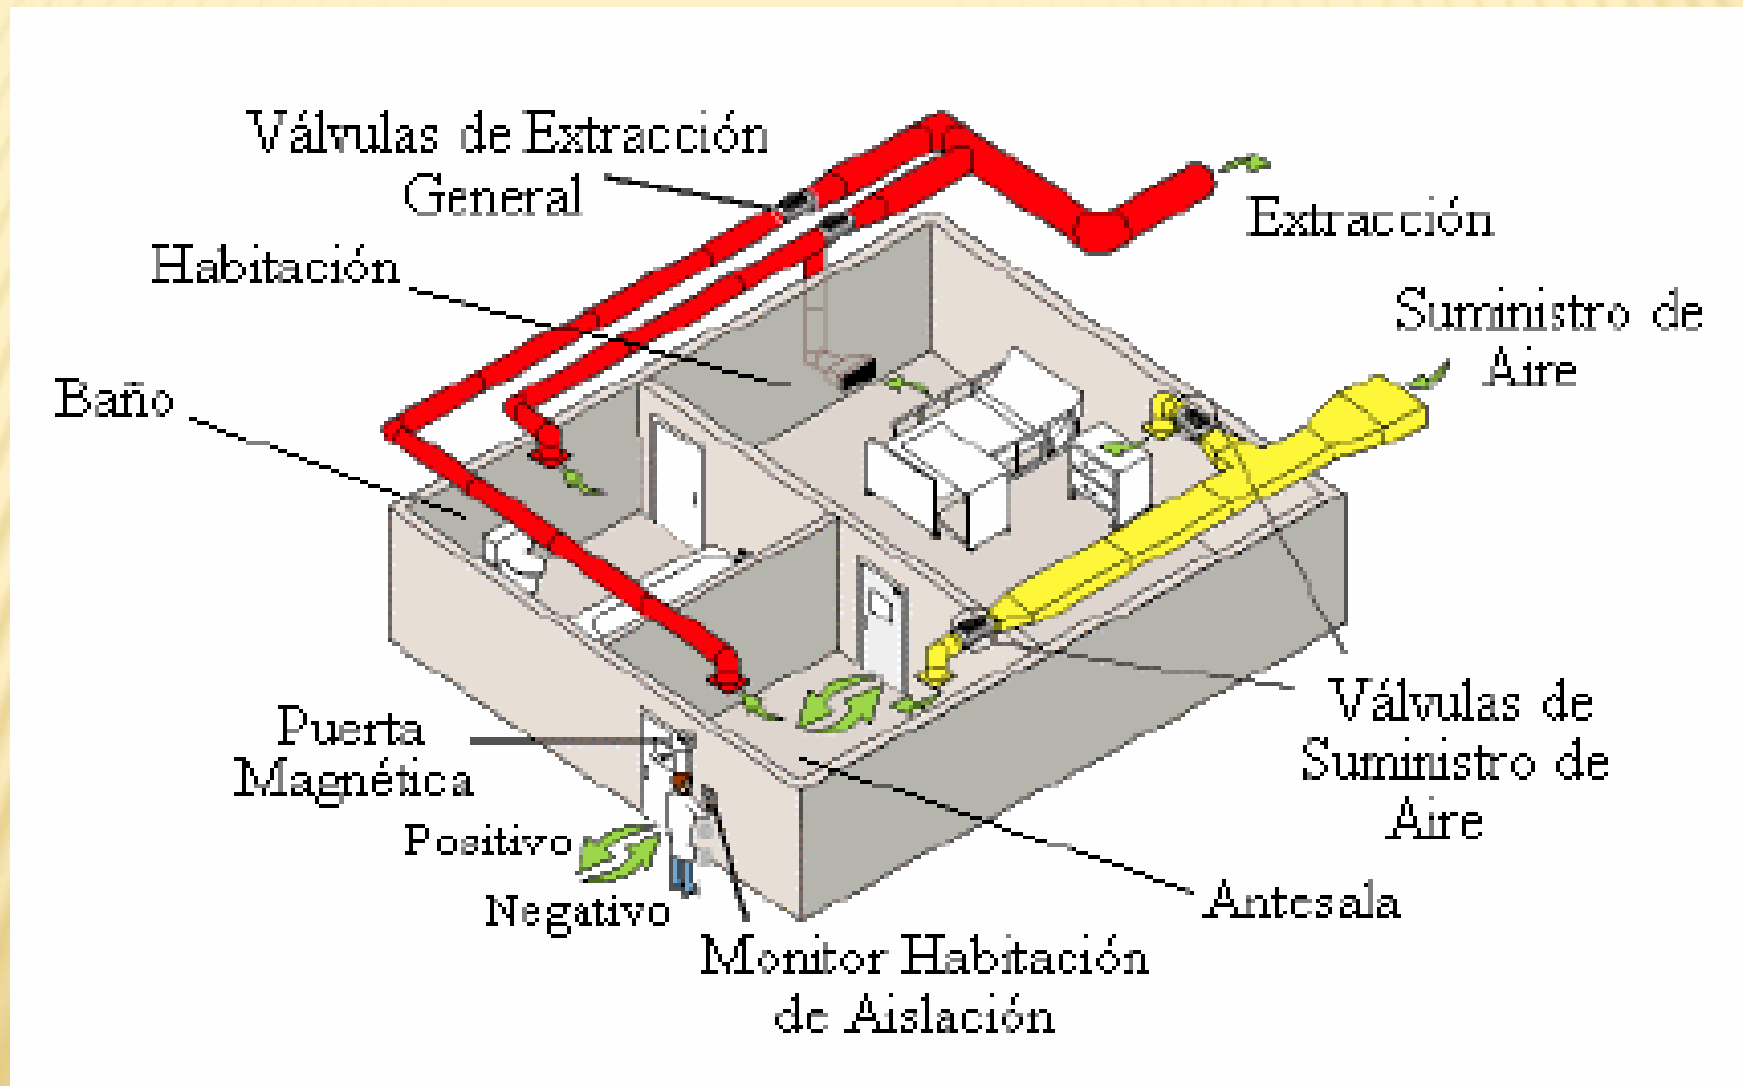 Válvulas de Extracción
General
Extracción
Habitación
Suministro de
Aire
Baño
Válvulas de
Suministro de
Aire
Puerta
Magnética
Positivo
Negativo
Antesala
Monitor Habitación
de Aislación